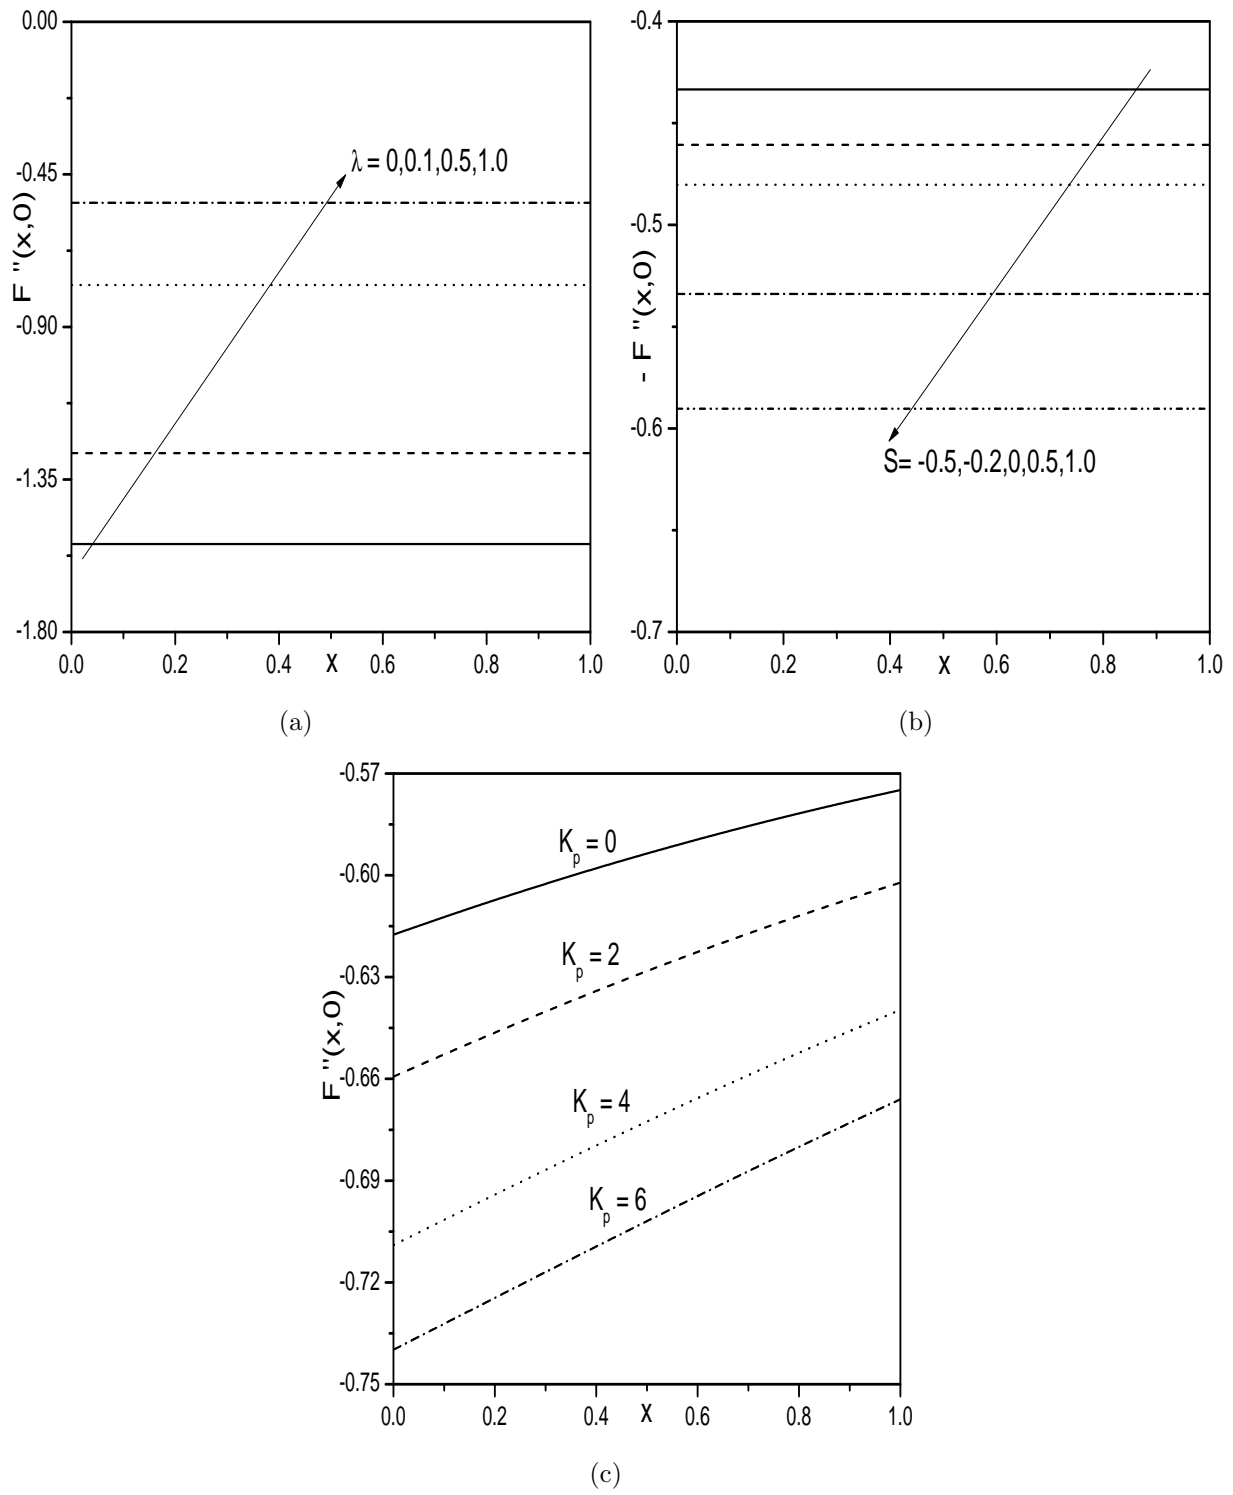 0.00
-0.45
-0.90
-1.35
-1.80
F "(x,0)
λ = 0,0.1,0.5,1.0
0.0 0.2 0.4 x 0.6 0.8 1.0
(a)
-0.4
-0.5
-0.6
-0.7
- F "(x,0)
S= -0.5,-0.2,0,0.5,1.0
0.0 0.2 0.4 x 0.6 0.8 1.0
(b)
-0.57
-0.60
-0.63
-0.66
-0.69
-0.72
-0.75
F "(x,0)
Kp = 0
Kp = 2
Kp = 4
Kp = 6
0.0 0.2 0.4 x 0.6 0.8 1.0
(c)